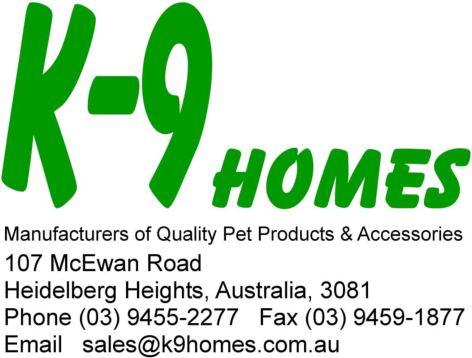 K-9 HOMES
Manufacturers of Quality Pet Products & Accessories
107 McEwan Road
Heidelberg Heights, Australia, 3081
Phone (03) 9455-2277 Fax (03) 9459-1877
Email sales@k9homes.com.au